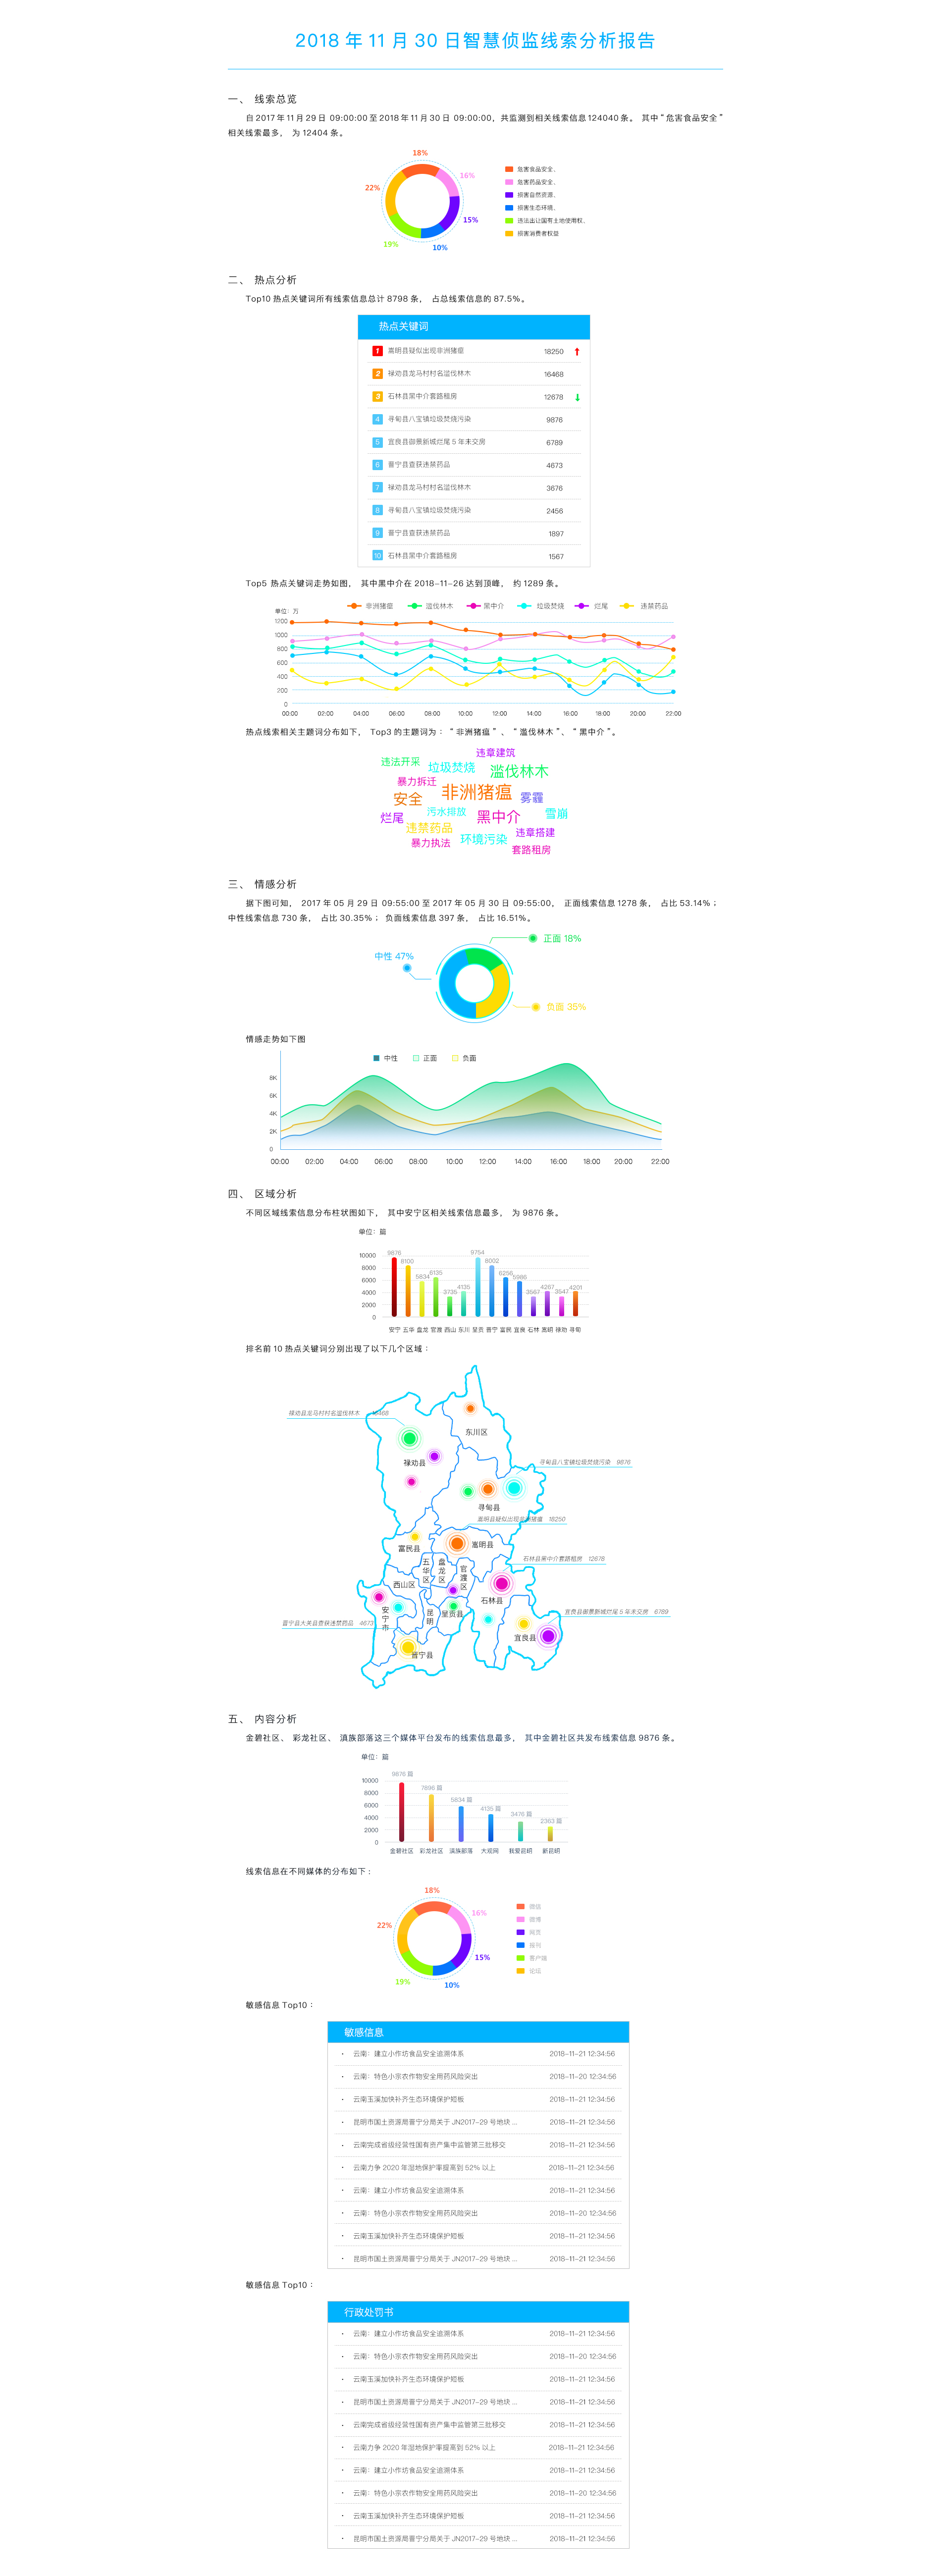 2018 年 11 月 30 日智慧侦监线索分析报告
一、 线索总览
自 2017 年 11 月 29 日 09:00:00 至 2018 年 11 月 30 日 09:00:00，共监测到相关线索信息 124040 条。 其中 “ 危害食品安全 ”
相关线索最多， 为 12404 条。
18%
16%
22%
15%
19%
10%
危害食品安全、
危害药品安全、
损害自然资源、
损害生态环境、
违法出让国有土地使用权、
损害消费者权益
二、 热点分析
Top10 热点关键词所有线索信息总计 8798 条， 占总线索信息的 87.5%。
热点关键词
1 嵩明县疑似出现非洲猪瘟 18250
2 禄劝县龙马村村名滥伐林木 16468
3 石林县黑中介套路租房 12678
4 寻甸县八宝镇垃圾焚烧污染 9876
5 宜良县御景新城烂尾 5 年未交房 6789
6 晋宁县查获违禁药品 4673
7 禄劝县龙马村村名滥伐林木 3676
8 寻甸县八宝镇垃圾焚烧污染 2456
9 晋宁县查获违禁药品 1897
10 石林县黑中介套路租房 1567
Top5 热点关键词走势如图， 其中黑中介在 2018-11-26 达到顶峰， 约 1289 条。
非洲猪瘟 滥伐林木 黑中介 垃圾焚烧 烂尾 违禁药品
单位：万
1200
1000
800
600
400
200
0
00:00 02:00 04:00 06:00 08:00 10:00 12:00 14:00 16:00 18:00 20:00 22:00
热点线索相关主题词分布如下， Top3 的主题词为： “ 非洲猪瘟 ” 、 “ 滥伐林木 ”、 “ 黑中介 ”。
违章建筑
违法开采 垃圾焚烧 滥伐林木
暴力拆迁 非洲猪瘟 雾霾
安全
污水排放 黑中介 雪崩
烂尾
违禁药品 违章搭建
暴力执法 环境污染
套路租房
三、 情感分析
据下图可知， 2017 年 05 月 29 日 09:55:00 至 2017 年 05 月 30 日 09:55:00， 正面线索信息 1278 条， 占比 53.14%；
中性线索信息 730 条， 占比 30.35%； 负面线索信息 397 条， 占比 16.51%。
正面 18%
中性 47%
负面 35%
情感走势如下图
中性 正面 负面
8K
6K
4K
2K
0
00:00 02:00 04:00 06:00 08:00 10:00 12:00 14:00 16:00 18:00 20:00 22:00
四、 区域分析
不同区域线索信息分布柱状图如下， 其中安宁区相关线索信息最多， 为 9876 条。
单位：篇
10000
8000
6000
4000
2000
0
9876 8100 5834 6135 3735 4135 9754 8002 6256 5986 3567 4267 3547 4201
安宁 五华 盘龙 官渡 西山 东川 呈贡 晋宁 富民 宜良 石林 嵩明 禄劝 寻甸
排名前 10 热点关键词分别出现了以下几个区域：
禄劝县龙马村村名滥伐林木 16468
东川区
禄劝县
寻甸县八宝镇垃圾焚烧污染 9876
寻甸县
嵩明县疑似出现非洲猪瘟 18250
富民县
嵩明县
石林县黑中介套路租房 12678
五华区
盘龙区
官渡区
西山区
石林县
安宁市
昆明
呈贡县
宜良县御景新城烂尾 5 年未交房 6789
晋宁县大关县查获违禁药品 4673
宜良县
晋宁县
五、 内容分析
金碧社区、 彩龙社区、 滇族部落这三个媒体平台发布的线索信息最多， 其中金碧社区共发布线索信息 9876 条。
单位：篇
10000
8000
6000
4000
2000
0
9876 篇 7898 篇 5834 篇 4135 篇 3476 篇 2363 篇
金碧社区 彩龙社区 滇族部落 大观网 我爱昆明 新昆明
线索信息在不同媒体的分布如下：
18%
16%
22%
15%
19%
10%
微信
微博
网页
报刊
客户端
论坛
敏感信息 Top10：
敏感信息
· 云南：建立小作坊食品安全追溯体系 2018-11-21 12:34:56
· 云南：特色小宗农作物安全用药风险突出 2018-11-20 12:34:56
· 云南玉溪加快补齐生态环境保护短板 2018-11-21 12:34:56
· 昆明市国土资源局晋宁分局关于 JN2017-29 号地块 ... 2018-11-21 12:34:56
· 云南完成省级经营性国有资产集中监管第三批移交 2018-11-21 12:34:56
· 云南力争 2020 年湿地保护率提高到 52% 以上 2018-11-21 12:34:56
· 云南：建立小作坊食品安全追溯体系 2018-11-21 12:34:56
· 云南：特色小宗农作物安全用药风险突出 2018-11-20 12:34:56
· 云南玉溪加快补齐生态环境保护短板 2018-11-21 12:34:56
· 昆明市国土资源局晋宁分局关于 JN2017-29 号地块 ... 2018-11-21 12:34:56
敏感信息 Top10：
行政处罚书
· 云南：建立小作坊食品安全追溯体系 2018-11-21 12:34:56
· 云南：特色小宗农作物安全用药风险突出 2018-11-20 12:34:56
· 云南玉溪加快补齐生态环境保护短板 2018-11-21 12:34:56
· 昆明市国土资源局晋宁分局关于 JN2017-29 号地块 ... 2018-11-21 12:34:56
· 云南完成省级经营性国有资产集中监管第三批移交 2018-11-21 12:34:56
· 云南力争 2020 年湿地保护率提高到 52% 以上 2018-11-21 12:34:56
· 云南：建立小作坊食品安全追溯体系 2018-11-21 12:34:56
· 云南：特色小宗农作物安全用药风险突出 2018-11-20 12:34:56
· 云南玉溪加快补齐生态环境保护短板 2018-11-21 12:34:56
· 昆明市国土资源局晋宁分局关于 JN2017-29 号地块 ... 2018-11-21 12:34:56